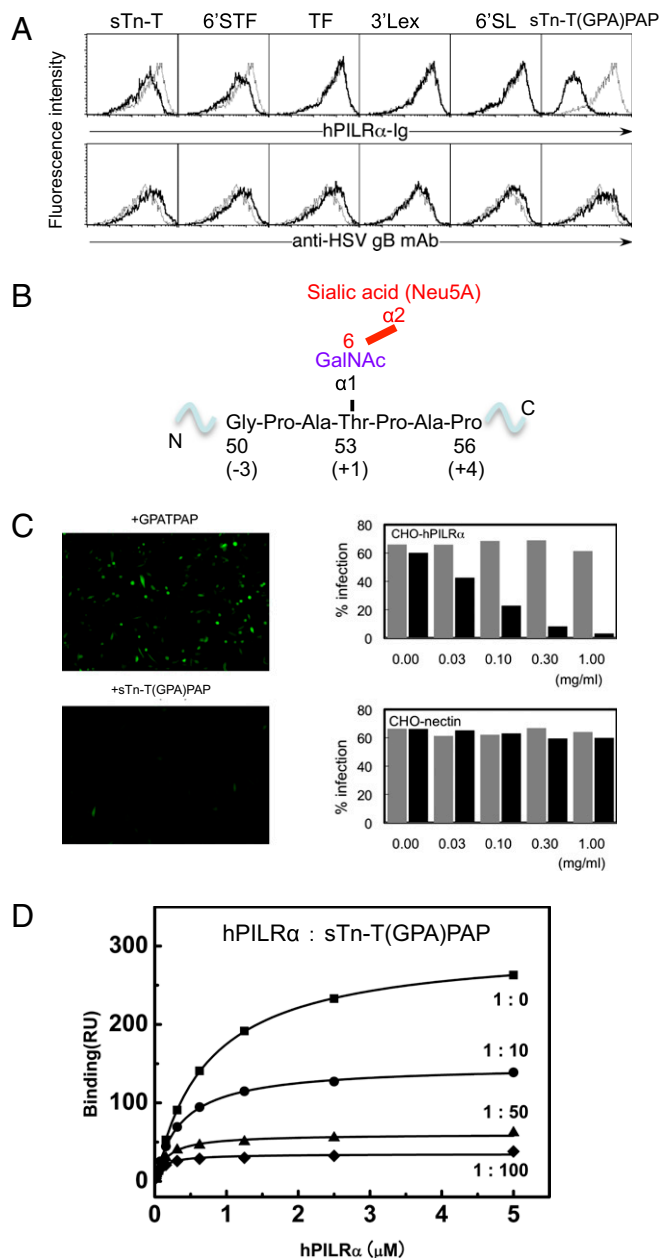 A
sTn-T 6'STF TF 3'Lex 6'SL sTn-T(GPA)PAP
Fluorescence intensity
hPILRα-Ig
anti-HSV gB mAb
B
Sialic acid (Neu5A)
α2
6
GalNAc
α1
N Gly-Pro-Ala-Thr-Pro-Ala-Pro C
50 53 56
(-3) (+1) (+4)
C
+GPATPAP
+sTn-T(GPA)PAP
% infection
80
60
40
20
0
CHO-hPILRα
0.00 0.03 0.10 0.30 1.00
(mg/ml)
% infection
80
60
40
20
0
CHO-nectin
0.00 0.03 0.10 0.30 1.00
(mg/ml)
D
hPILRα : sTn-T(GPA)PAP
Binding(RU)
300
200
100
0
1 : 0
1 : 10
1 : 50
1 : 100
0 1 2 3 4 5
hPILRα (μM)